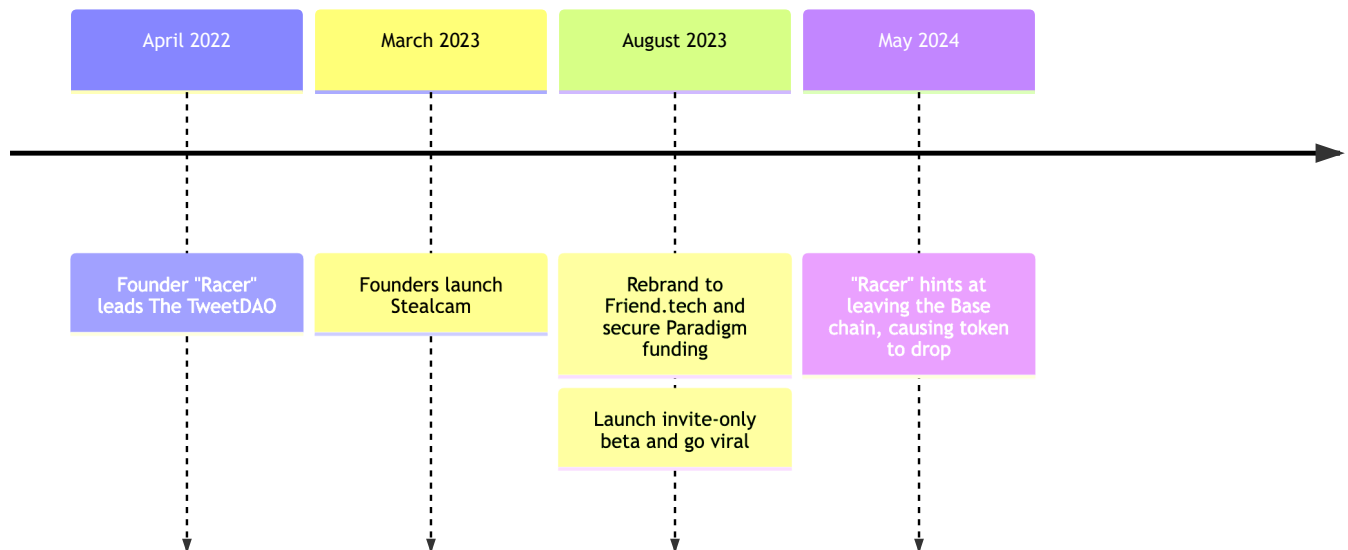 April 2022
March 2023
August 2023
May 2024
Founder "Racer"
leads The TweetDAO
Founders launch
Stealcam
Rebrand to
Friend.tech and
secure Paradigm
funding
Launch invite-only
beta and go viral
"Racer" hints at
leaving the Base
chain, causing token
to drop